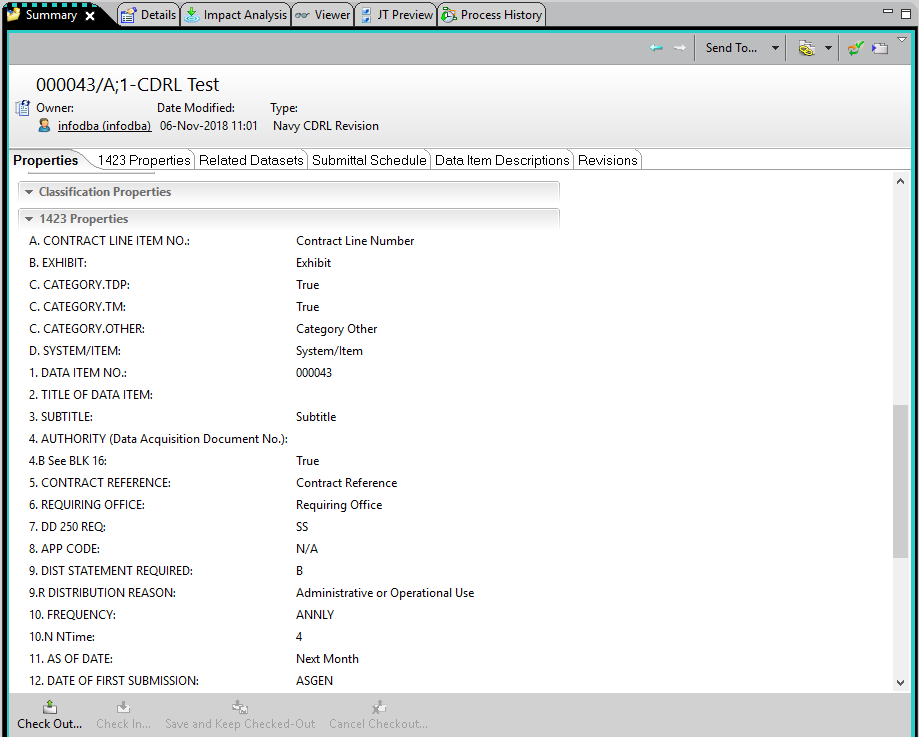 Summary Details Impact Analysis Viewer JT Preview Process History
Send To...
000043/A;1-CDRL Test
Owner: Date Modified: Type:
infodba (infodba) 06-Nov-2018 11:01 Navy CDRL Revision
Properties 1423 Properties Related Datasets Submittal Schedule Data Item Descriptions Revisions
Classification Properties
1423 Properties
A. CONTRACT LINE ITEM NO.: Contract Line Number
B. EXHIBIT: Exhibit
C. CATEGORY.TDP: True
C. CATEGORY.TM: True
C. CATEGORY.OTHER: Category Other
D. SYSTEM/ITEM: System/Item
1. DATA ITEM NO.: 000043
2. TITLE OF DATA ITEM:
3. SUBTITLE: Subtitle
4. AUTHORITY (Data Acquisition Document No.):
4.B See BLK 16: True
5. CONTRACT REFERENCE: Contract Reference
6. REQUIRING OFFICE: Requiring Office
7. DD 250 REQ: SS
8. APP CODE: N/A
9. DIST STATEMENT REQUIRED: B
9.R DISTRIBUTION REASON: Administrative or Operational Use
10. FREQUENCY: ANNLY
10.N NTime: 4
11. AS OF DATE: Next Month
12. DATE OF FIRST SUBMISSION: ASGEN
Check Out... Check In... Save and Keep Checked-Out Cancel Checkout...